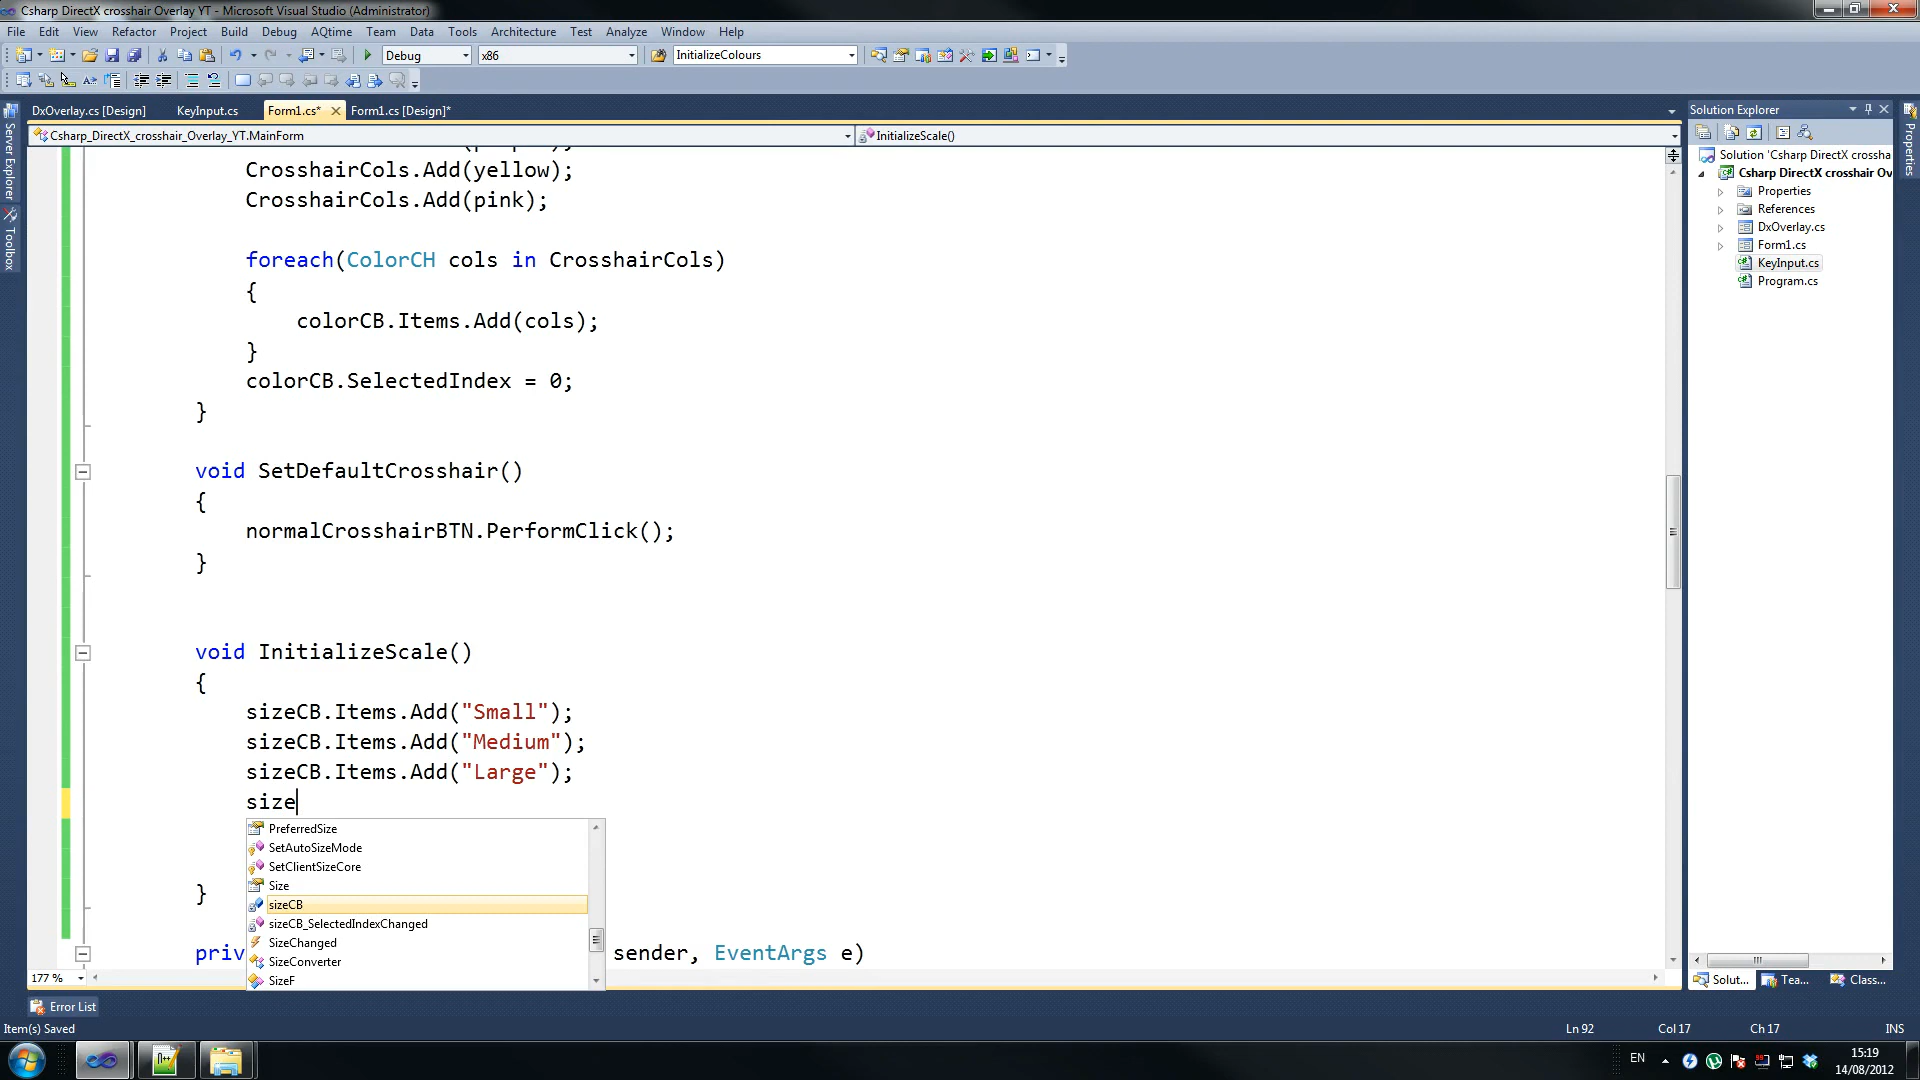 Csharp DirectX crosshair Overlay YT - Microsoft Visual Studio (Administrator)
File Edit View Refactor Project Build Debug AQtime Team Data Tools Architecture Test Analyze Window Help
Debug x86 InitializeColours
DxOverlay.cs [Design] KeyInput.cs Form1.cs* Form1.cs [Design]*
Csharp_DirectX_crosshair_Overlay_YT.MainForm InitializeScale()
CrosshairCols.Add(yellow);
CrosshairCols.Add(pink);
foreach(ColorCH cols in CrosshairCols)
{
colorCB.Items.Add(cols);
}
colorCB.SelectedIndex = 0;
}
void SetDefaultCrosshair()
{
normalCrosshairBTN.PerformClick();
}
void InitializeScale()
{
sizeCB.Items.Add("Small");
sizeCB.Items.Add("Medium");
sizeCB.Items.Add("Large");
size
PreferredSize
SetAutoSizeMode
SetClientSizeCore
Size
sizeCB
sizeCB_SelectedIndexChanged
SizeChanged
SizeConverter
SizeF
}
priv sender, EventArgs e)
177 %
Server Explorer
Toolbox
Solution Explorer
Solution 'Csharp DirectX crossha
Csharp DirectX crosshair Ov
Properties
References
DxOverlay.cs
Form1.cs
KeyInput.cs
Program.cs
Properties
Solut... Tea... Class...
Error List
Item(s) Saved Ln 92 Col 17 Ch 17 INS
EN 15:19
14/08/2012